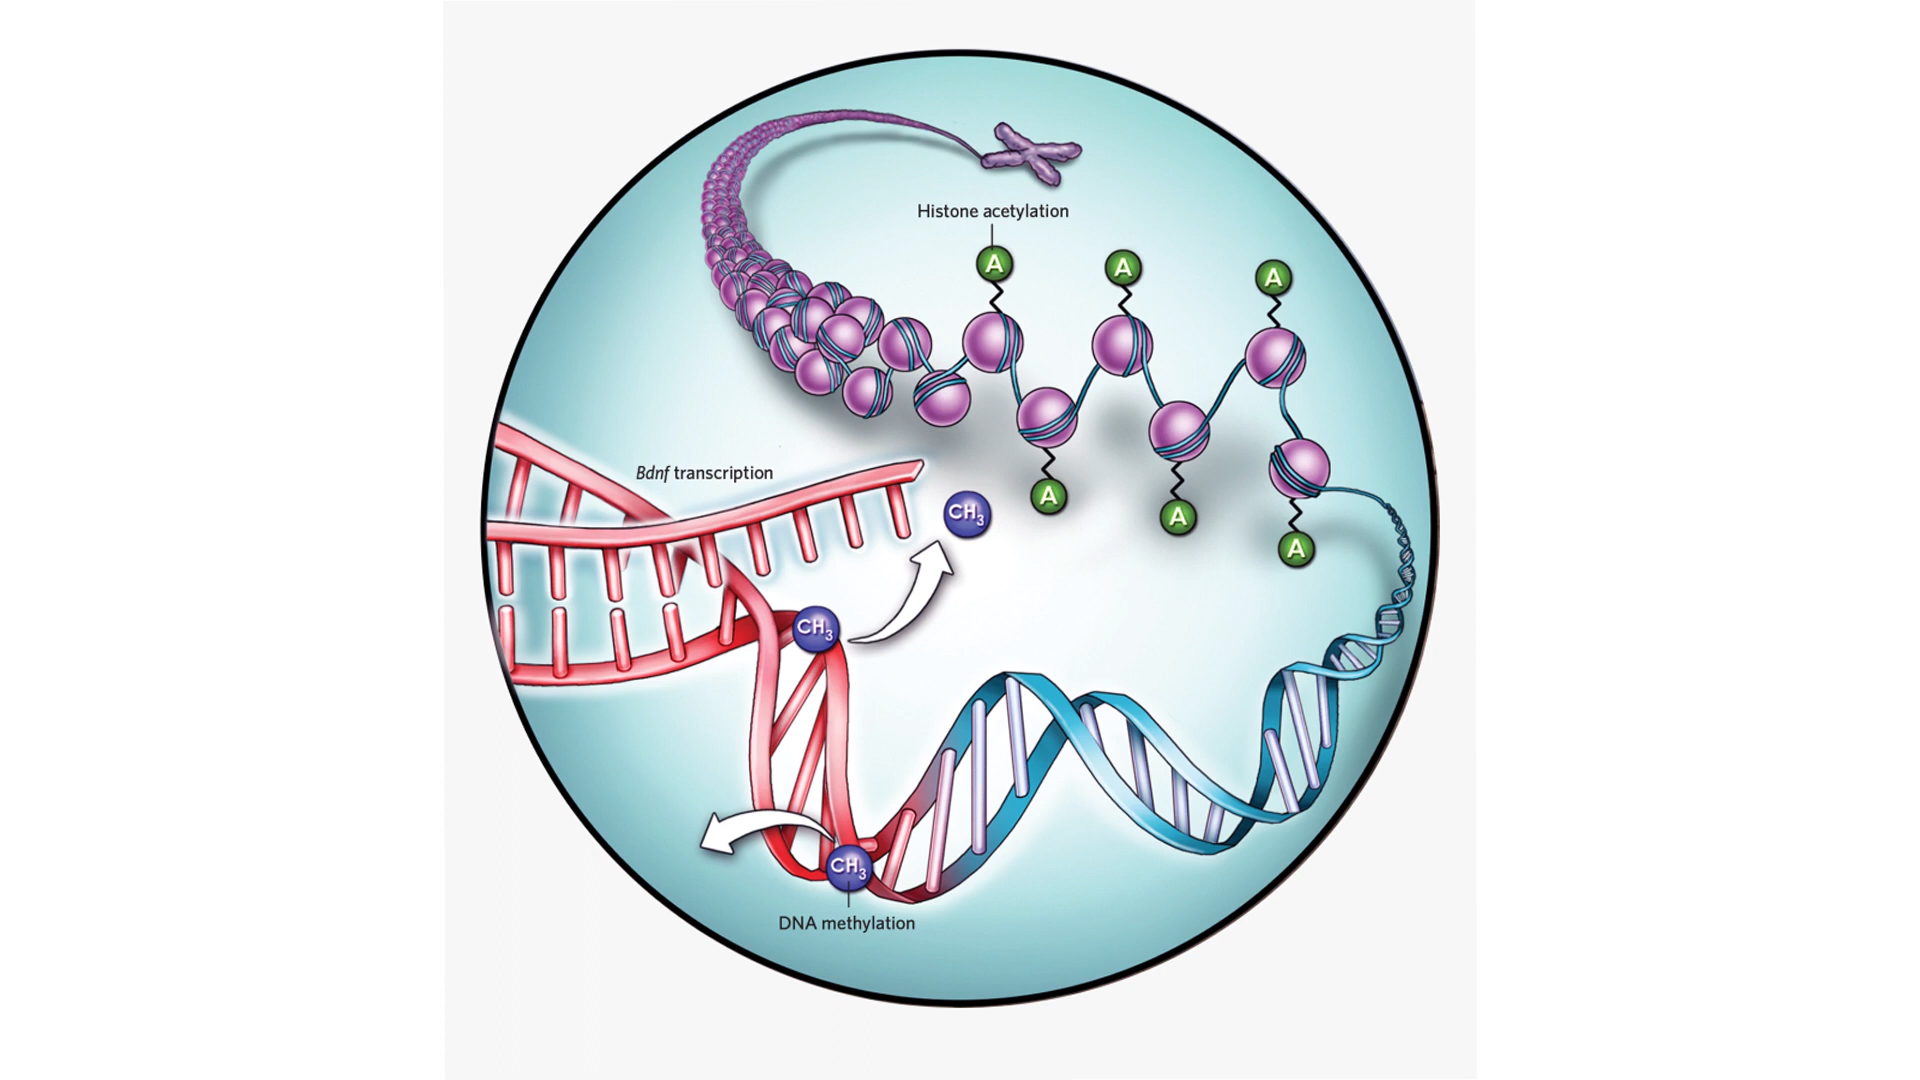 Histone acetylation
A
A
A
Bdnf transcription
CH₃
A
A
A
CH₃
CH₃
DNA methylation